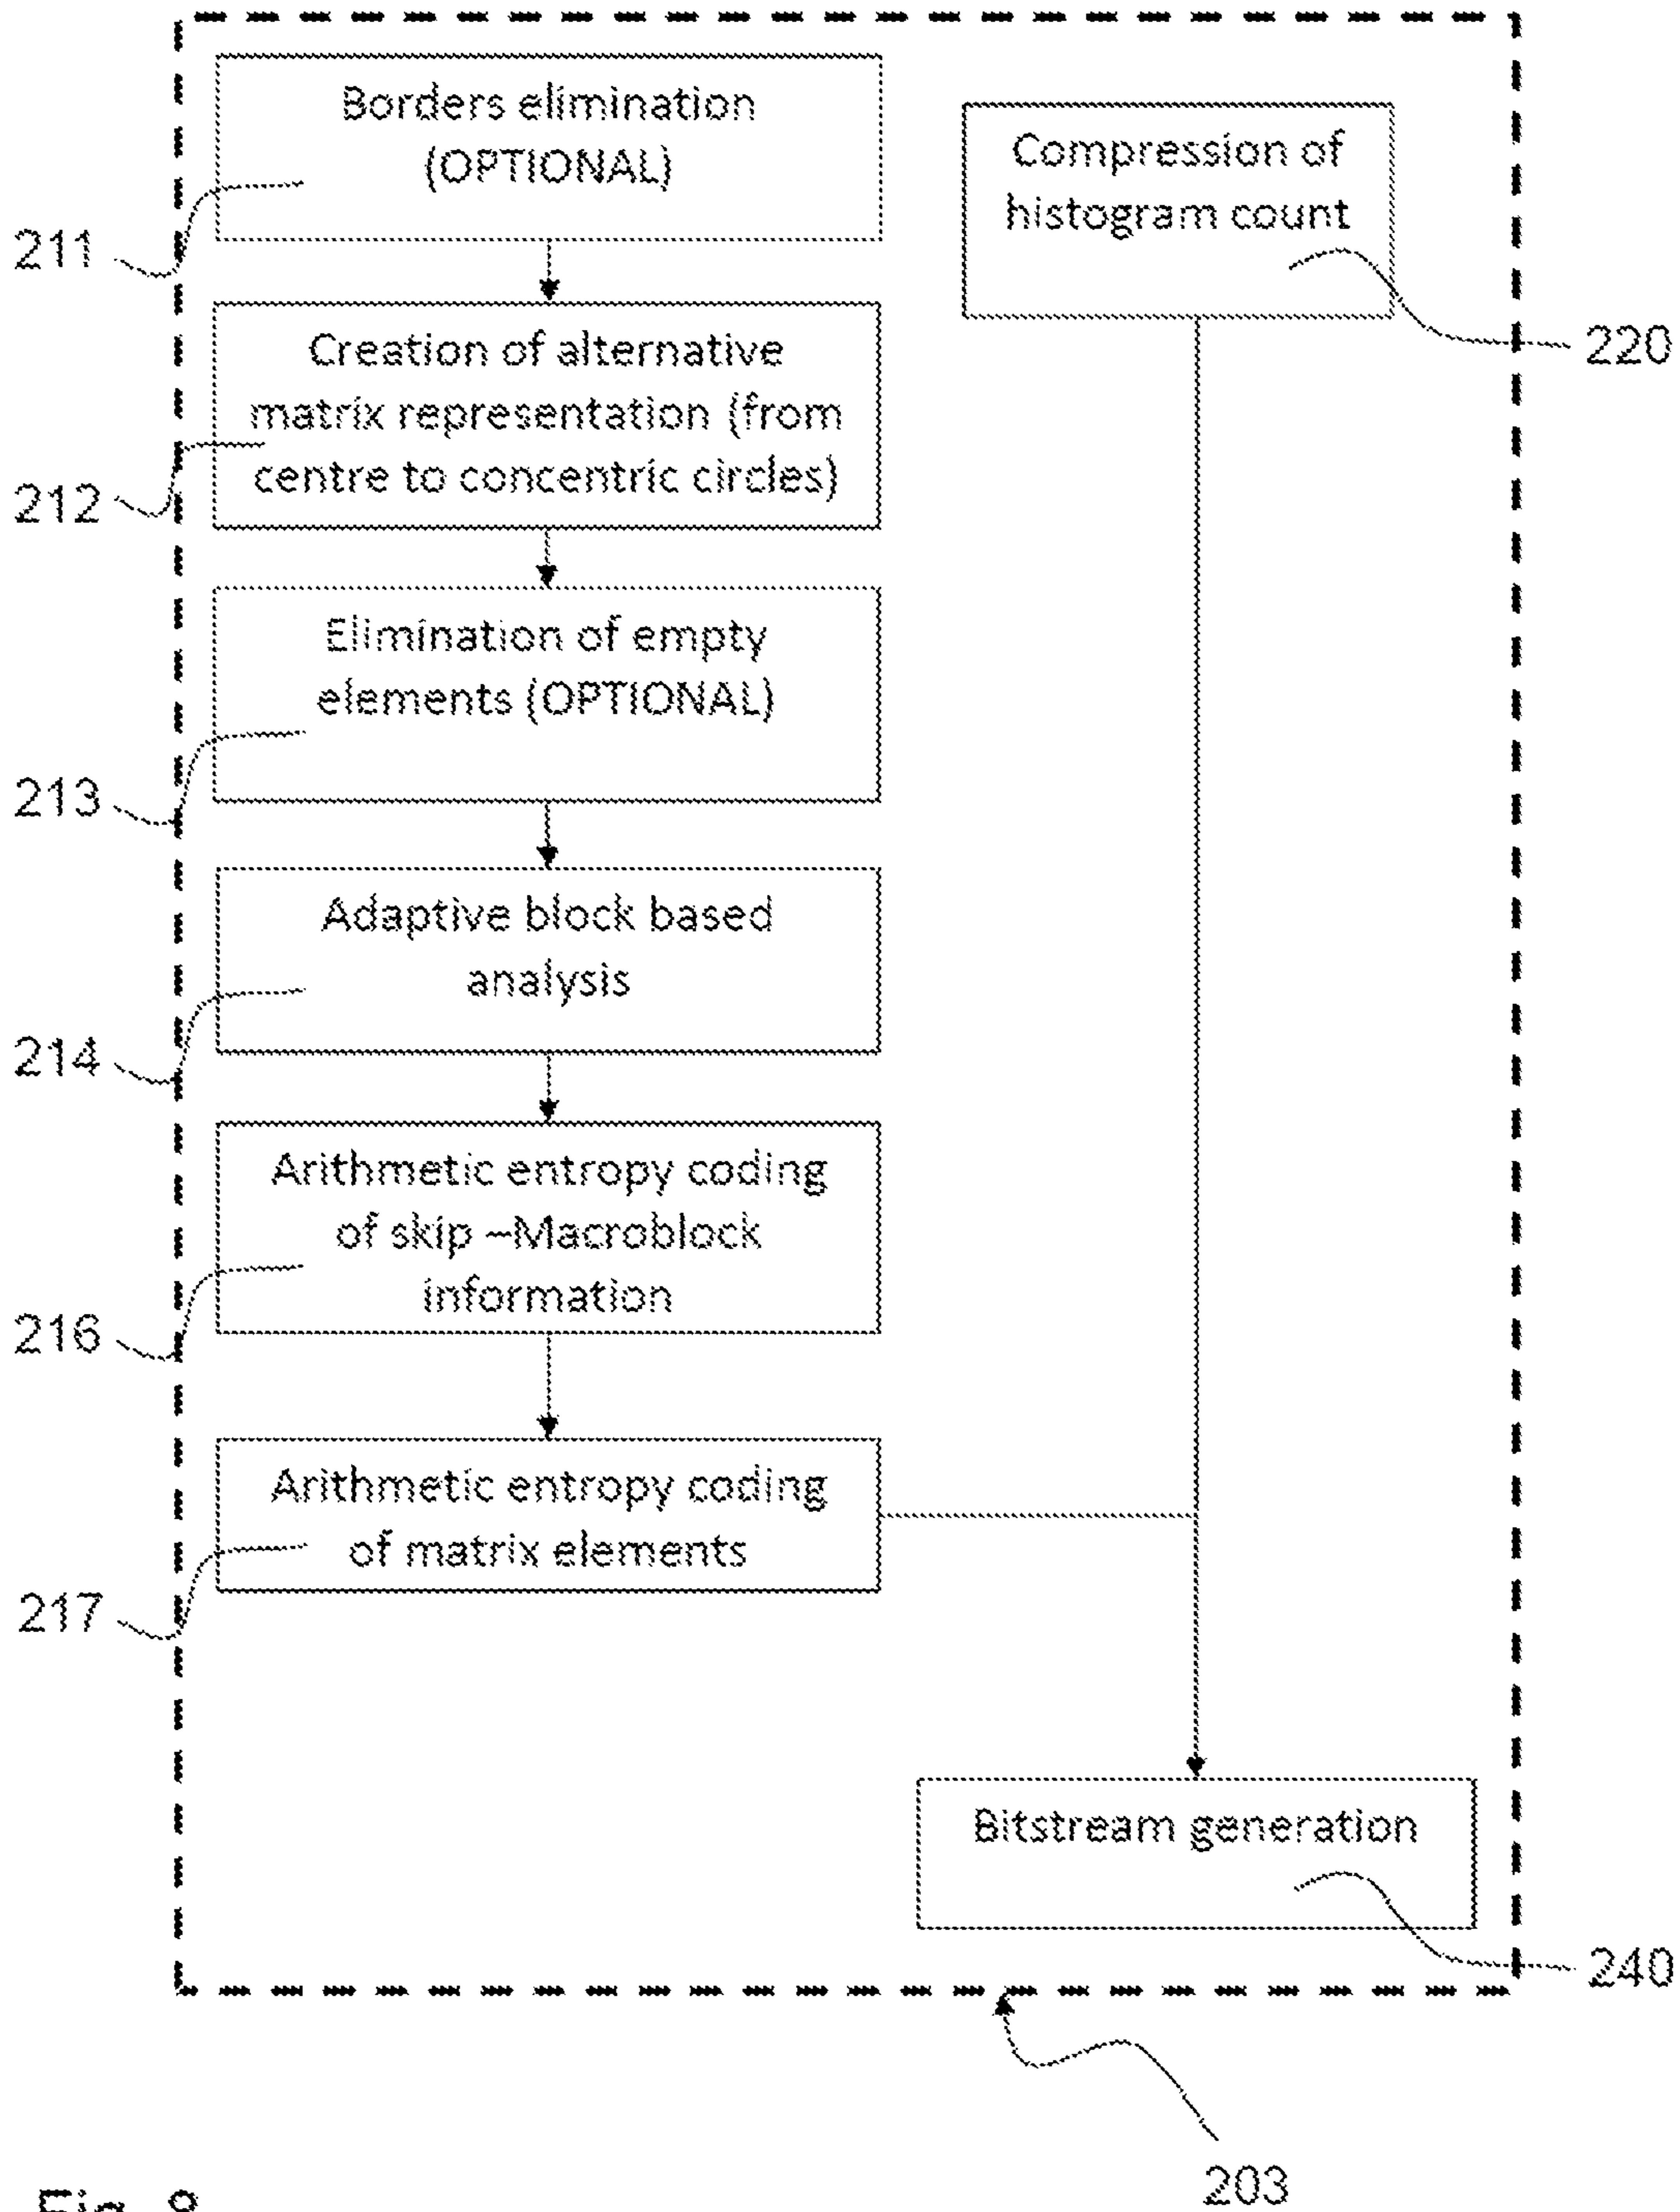 Borders elimination
(OPTIONAL)
211
Compression of
histogram count
220
Creation of alternative
matrix representation (from
centre to concentric circles)
212
Elimination of empty
elements (OPTIONAL)
213
Adaptive block based
analysis
214
Arithmetic entropy coding
of skip –Macroblock
information
216
Arithmetic entropy coding
of matrix elements
217
Bitstream generation
240
203